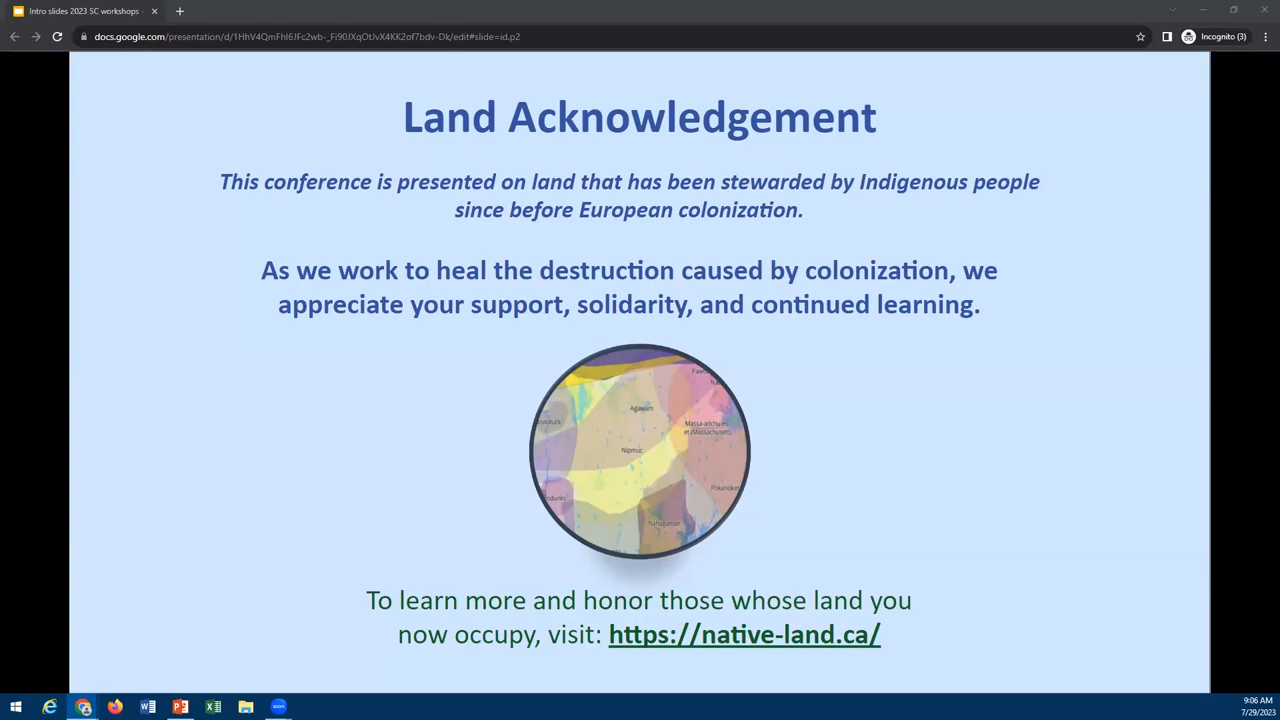 Intro slides 2023 SC workshops -
docs.google.com/presentation/d/1HhV4QmFhI6JFc2wb-_Fi90JXqOtJvX4KK2of7bdv-Dk/edit#slide=id.p2
Incognito (3)
Land Acknowledgement
This conference is presented on land that has been stewarded by Indigenous people
since before European colonization.
As we work to heal the destruction caused by colonization, we
appreciate your support, solidarity, and continued learning.
Agawam
Massa-adchu-es
et (Massachusett)
Nipmuc
Pokanoket
Nahaganset
To learn more and honor those whose land you
now occupy, visit: https://native-land.ca/
zoom
9:06 AM
7/29/2023